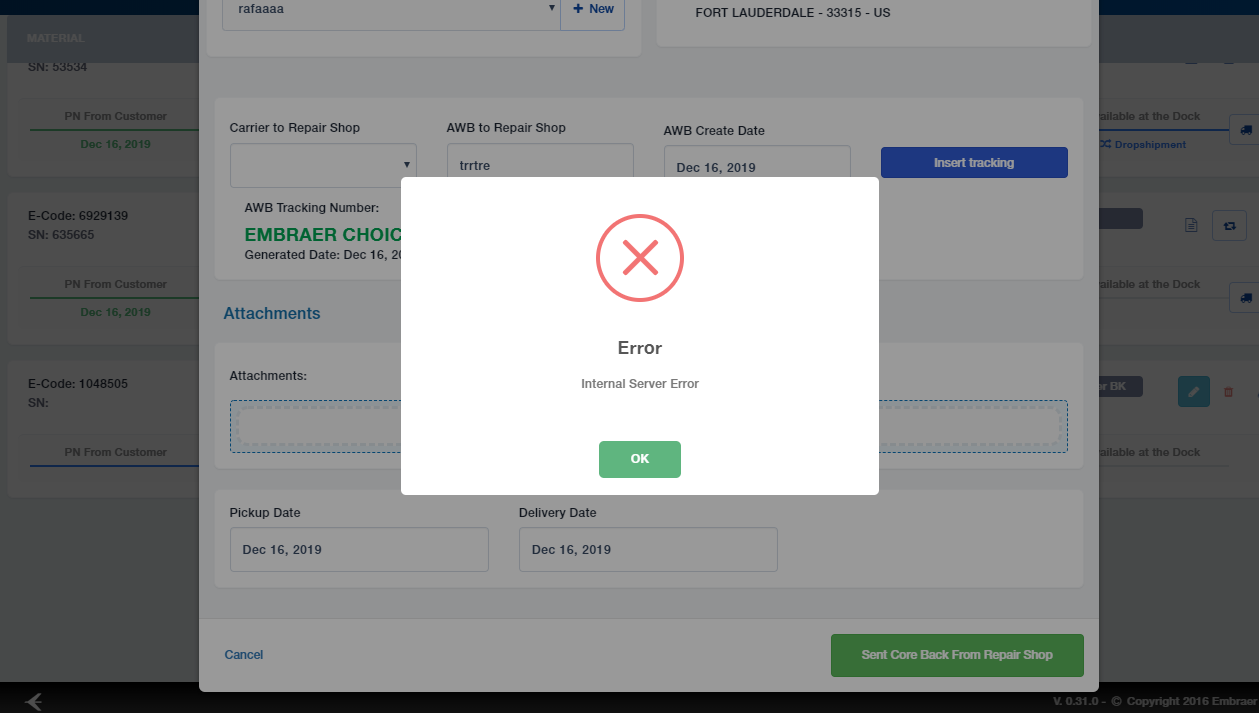 rafaaaa
+ New
FORT LAUDERDALE - 33315 - US
MATERIAL
SN: 53534
PN From Customer
Dec 16, 2019
Carrier to Repair Shop
AWB to Repair Shop
AWB Create Date
trrtre
Dec 16, 2019
Insert tracking
ailable at the Dock
Dropshipment
AWB Tracking Number:
EMBRAER CHOIC
Generated Date: Dec 16, 20
E-Code: 6929139
SN: 635665
PN From Customer
Dec 16, 2019
ailable at the Dock
Attachments
Attachments:
Error
Internal Server Error
OK
E-Code: 1048505
SN:
PN From Customer
or BK
ailable at the Dock
Pickup Date
Delivery Date
Dec 16, 2019
Dec 16, 2019
Cancel
Sent Core Back From Repair Shop
V. 0.31.0 - © Copyright 2016 Embraer